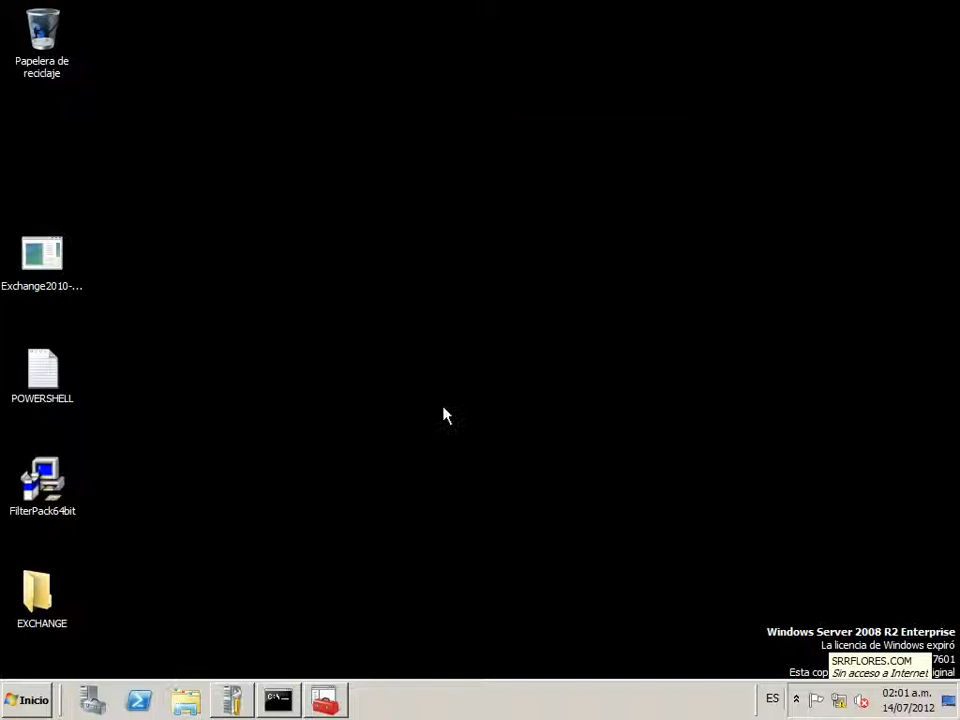 Papelera de
reciclaje
Exchange2010-...
POWERSHELL
FilterPack64bit
EXCHANGE
Windows Server 2008 R2 Enterprise
La licencia de Windows expiró
7601
Esta cop
SRRFLORES.COM
Sin acceso a Internet
Inicio
C:\
ES
02:01 a.m.
14/07/2012